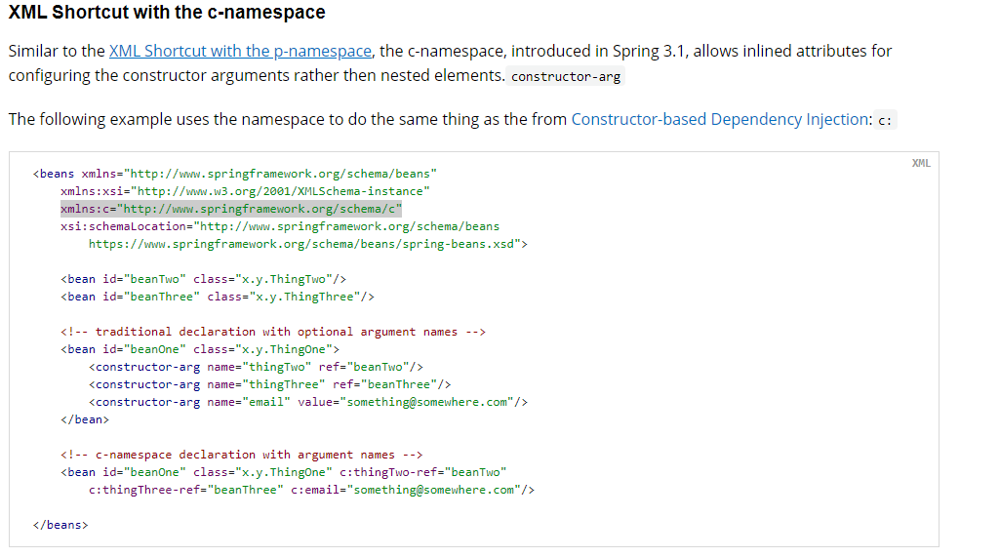 XML Shortcut with the c-namespace
Similar to the XML Shortcut with the p-namespace, the c-namespace, introduced in Spring 3.1, allows inlined attributes for
configuring the constructor arguments rather then nested elements. constructor-arg
The following example uses the namespace to do the same thing as the from Constructor-based Dependency Injection: c:
XML
<beans xmlns="http://www.springframework.org/schema/beans"
    xmlns:xsi="http://www.w3.org/2001/XMLSchema-instance"
    xmlns:c="http://www.springframework.org/schema/c"
    xsi:schemaLocation="http://www.springframework.org/schema/beans
        https://www.springframework.org/schema/beans/spring-beans.xsd">
    <bean id="beanTwo" class="x.y.ThingTwo"/>
    <bean id="beanThree" class="x.y.ThingThree"/>
    <!-- traditional declaration with optional argument names -->
    <bean id="beanOne" class="x.y.ThingOne">
        <constructor-arg name="thingTwo" ref="beanTwo"/>
        <constructor-arg name="thingThree" ref="beanThree"/>
        <constructor-arg name="email" value="something@somewhere.com"/>
    </bean>
    <!-- c-namespace declaration with argument names -->
    <bean id="beanOne" class="x.y.ThingOne" c:thingTwo-ref="beanTwo"
        c:thingThree-ref="beanThree" c:email="something@somewhere.com"/>
</beans>